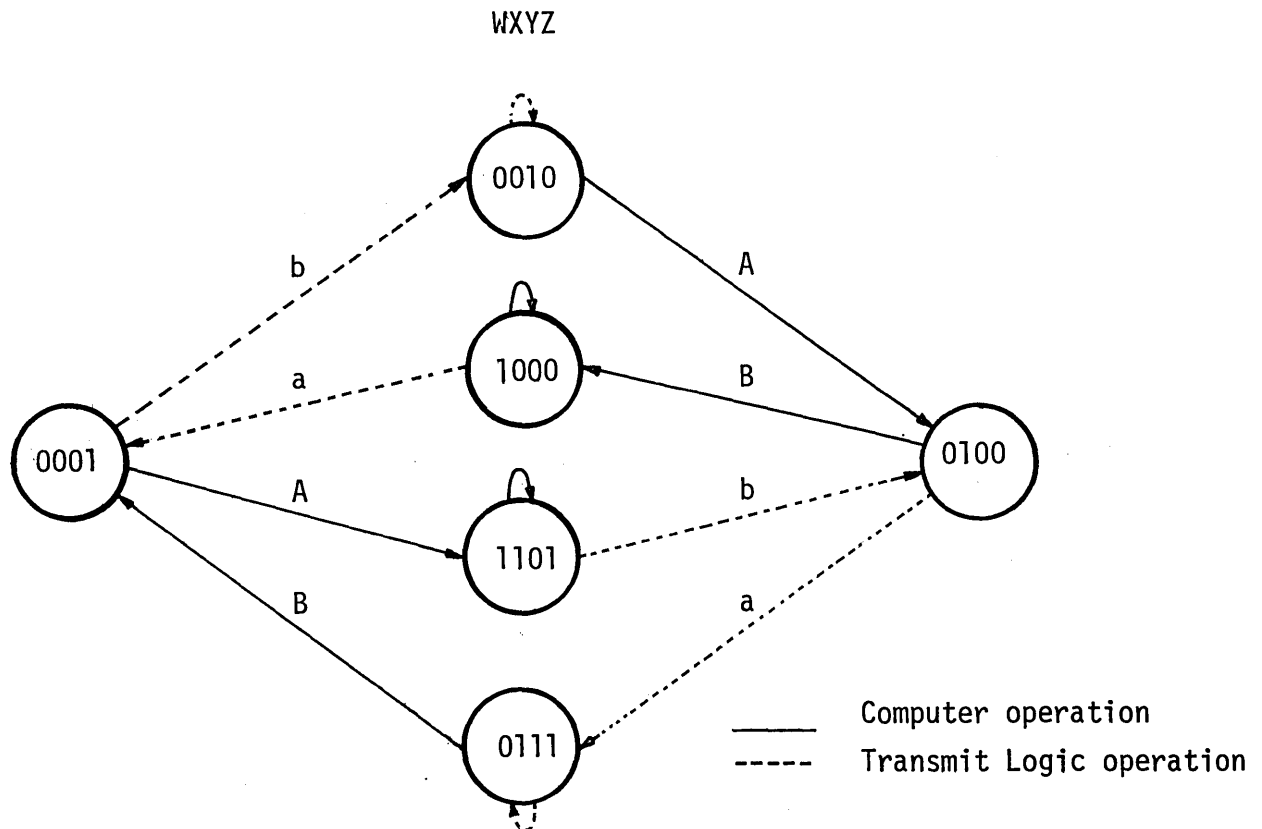 WXYZ
0010
b
A
1000
a
B
0001
0100
A
b
1101
B
a
0111
Computer operation
Transmit Logic operation